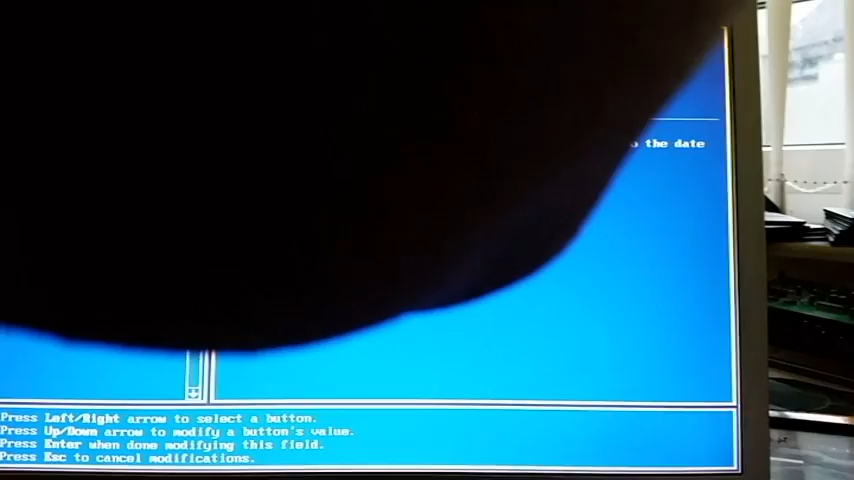 the date
Press Left/Right arrow to select a button.
Press Up/Down arrow to modify a button's value.
Press Enter when done modifying this field.
Press Esc to cancel modifications.